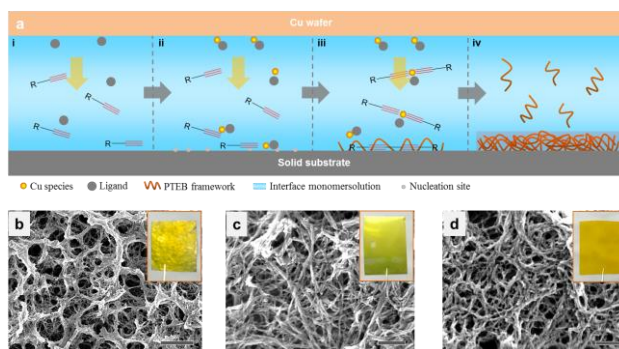 a
Cu wafer
i
ii
iii
iv
R
R
R
R
R
R
R
R
R
R
R
Solid substrate
Cu species
Ligand
PTEB framework
Interface monomersolution
Nucleation site
b
c
d